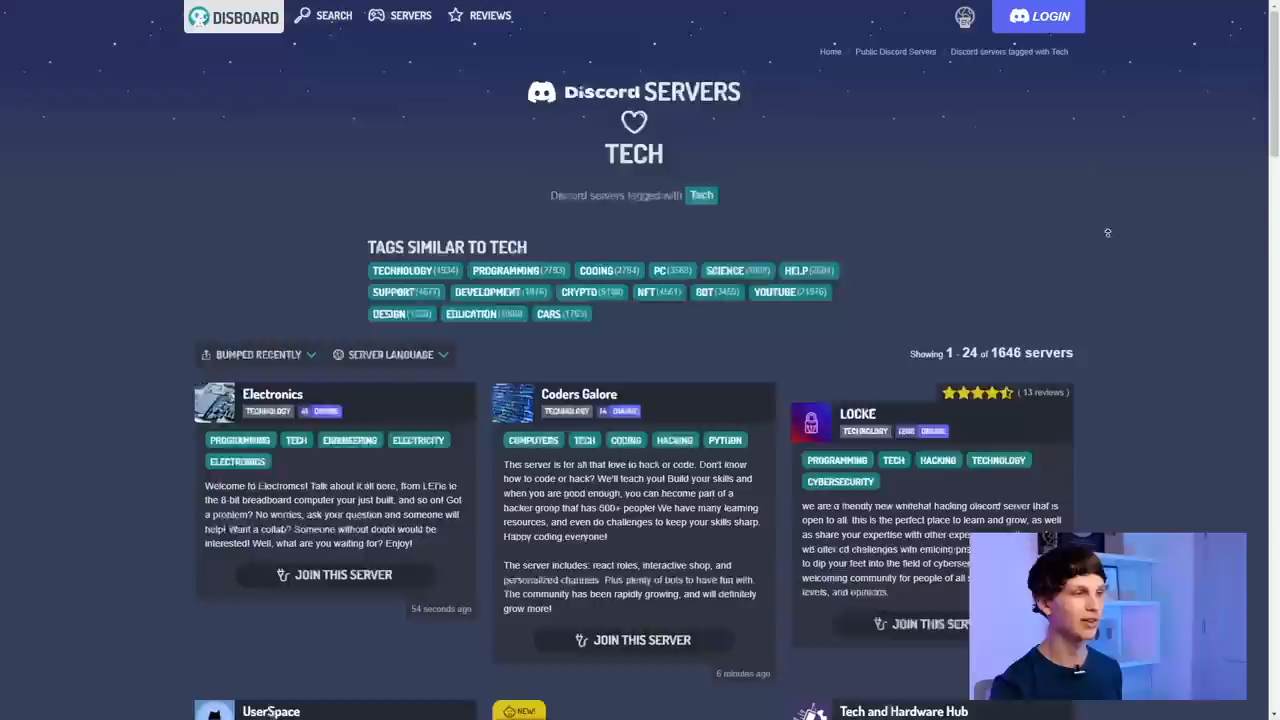 DISBOARD
SEARCH
SERVERS
REVIEWS
LOGIN
Home
Public Discord Servers
Discord servers tagged with Tech
Discord SERVERS
TECH
Discord servers tagged with Tech
TAGS SIMILAR TO TECH
TECHNOLOGY PROGRAMMING CODING PC SCIENCE HELP
SUPPORT DEVELOPMENT CRYPTO NFT BOT YOUTUBE
DESIGN EDUCATION CARS
BUMPED RECENTLY
SERVER LANGUAGE
Showing 1 - 24 of 1646 servers
Electronics
TECHNOLOGY ONLINE
PROGRAMMING TECH ENGINEERING ELECTRICITY
ELECTRONICS
Welcome to Electronics! Talk about it all here, from LEDs to
the 8-bit breadboard computer you just built, and so on! Got
a problem? No worries, ask your question and someone will
help! Want a collab? Someone without doubt would be
interested! Well, what are you waiting for? Enjoy!
JOIN THIS SERVER
54 seconds ago
Coders Galore
TECHNOLOGY ONLINE
COMPUTERS TECH CODING HACKING PYTHON
This server is for all that love to hack or code. Don't know
how to code or hack? We'll teach you! Build your skills and
when you are good enough, you can become part of a
hacker group that has 600+ people! We have many learning
resources, and even do challenges to keep your skills sharp.
Happy coding everyone!
The server includes: react roles, interactive shop, and
personalized channels. Plus plenty of bots to have fun with.
The community has been rapidly growing, and will definitely
grow more!
JOIN THIS SERVER
6 minutes ago
( 13 reviews )
LOCKE
TECHNOLOGY ONLINE
PROGRAMMING TECH HACKING TECHNOLOGY
CYBERSECURITY
we are a friendly new whitehat hacking discord server that is
open to all. this is the perfect place to learn and grow, as well
as share your expertise with other
we offer cd challenges with
to dip your feet into the field of
welcoming community for people of all
levels, and opinions.
JOIN THIS
UserSpace
NEW!
Tech and Hardware Hub